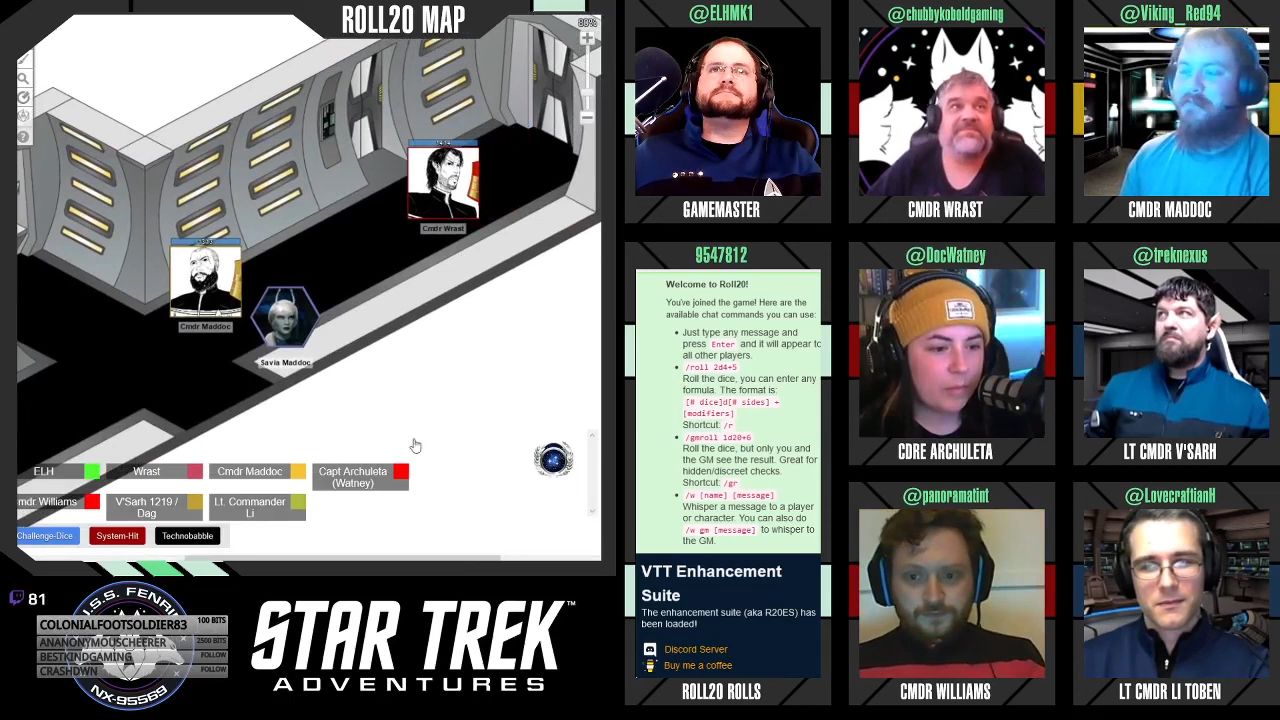 ROLL20 MAP
88%
Cmdr Wrast
Cmdr Maddoc
Savia Maddoc
ELH
Wrast
Cmdr Maddoc
Capt Archuleta
(Watney)
mdr Williams
V'Sarh 1219 /
Dag
Lt. Commander
Li
Challenge-Dice
System-Hit
Technobabble
81
U.S.S. FENRI
COLONIALFOOTSOLDIER83 100 BITS
ANANONYMOUSCHEERER 2500 BITS
BESTKINDGAMING FOLLOW
CRASHDWN FOLLOW
NX-95569
STAR TREK™
ADVENTURES
@ELHMK1
GAMEMASTER
@chubbykoboldgaming
CMDR WRAST
@Viking_Red94
CMDR MADDOC
9547812
Welcome to Roll20!
You've joined the game! Here are the
available chat commands you can use:
Just type any message and
press Enter and it will appear to
all other players.
/roll 2d4+5
Roll the dice, you can enter any
formula. The format is:
[# dice]d[# sides] +
[modifiers]
Shortcut: /r
/gmroll 1d20+6
Roll the dice, but only you and
the GM see the result. Great for
hidden/discreet checks.
Shortcut: /gr
/w [name] [message]
Whisper a message to a player
or character. You can also do
/w gm [message] to whisper to
the GM.
VTT Enhancement
Suite
The enhancement suite (aka R20ES) has
been loaded!
Discord Server
Buy me a coffee
ROLL20 ROLLS
@DocWatney
CDRE ARCHULETA
@treknexus
LT CMDR V'SARH
@panoramatint
CMDR WILLIAMS
@LovecraftianH
LT CMDR LI TOBEN